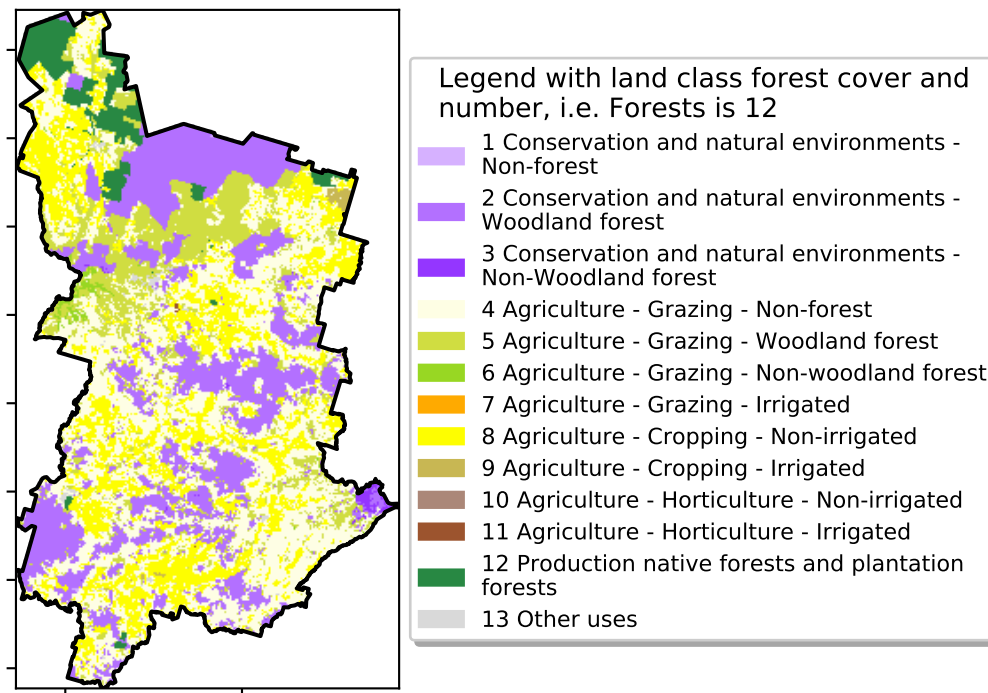 Legend with land class forest cover and
number, i.e. Forests is 12
1 Conservation and natural environments -
Non-forest
2 Conservation and natural environments -
Woodland forest
3 Conservation and natural environments -
Non-Woodland forest
4 Agriculture - Grazing - Non-forest
5 Agriculture - Grazing - Woodland forest
6 Agriculture - Grazing - Non-woodland forest
7 Agriculture - Grazing - Irrigated
8 Agriculture - Cropping - Non-irrigated
9 Agriculture - Cropping - Irrigated
10 Agriculture - Horticulture - Non-irrigated
11 Agriculture - Horticulture - Irrigated
12 Production native forests and plantation
forests
13 Other uses